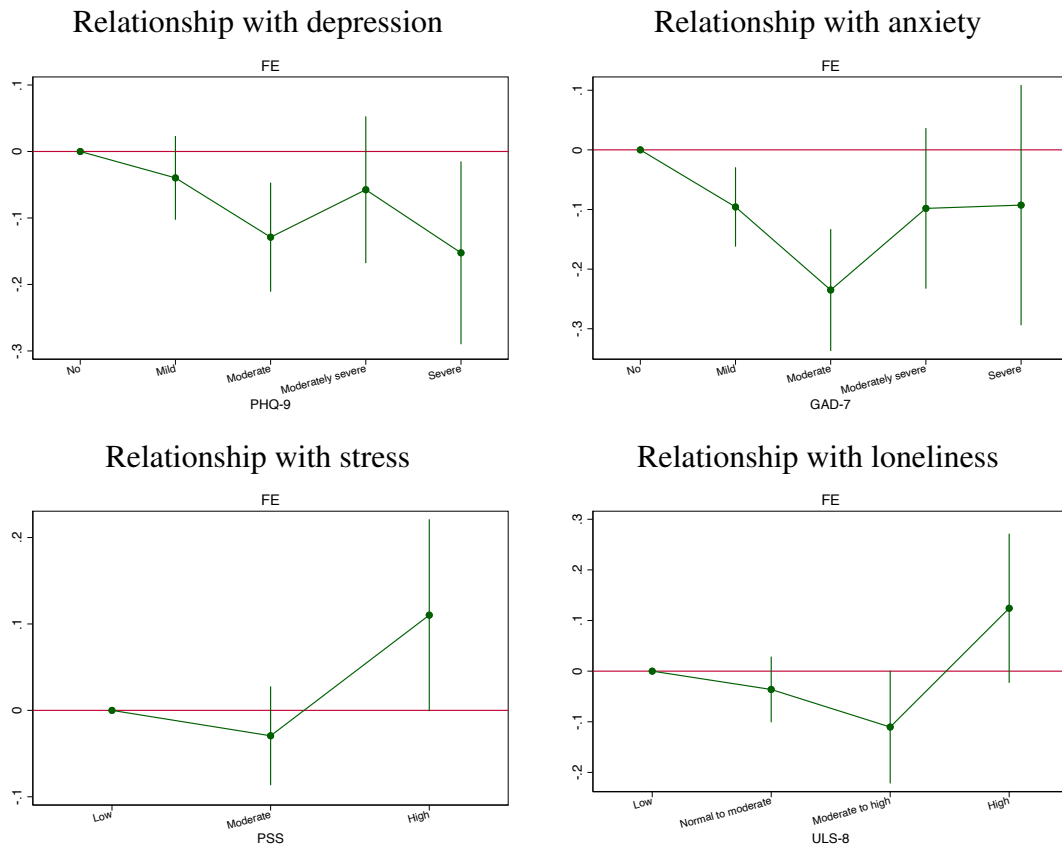 Relationship with depression
FE
.1
0
-.1
-.2
-.3
No
Mild
Moderate
Moderately severe
Severe
PHQ-9
Relationship with anxiety
FE
.1
0
-.1
-.2
-.3
No
Mild
Moderate
Moderately severe
Severe
GAD-7
Relationship with stress
FE
.2
.1
0
-.1
Low
Moderate
High
PSS
Relationship with loneliness
FE
.3
.2
.1
0
-.1
-.2
Low
Normal to moderate
Moderate to high
High
ULS-8